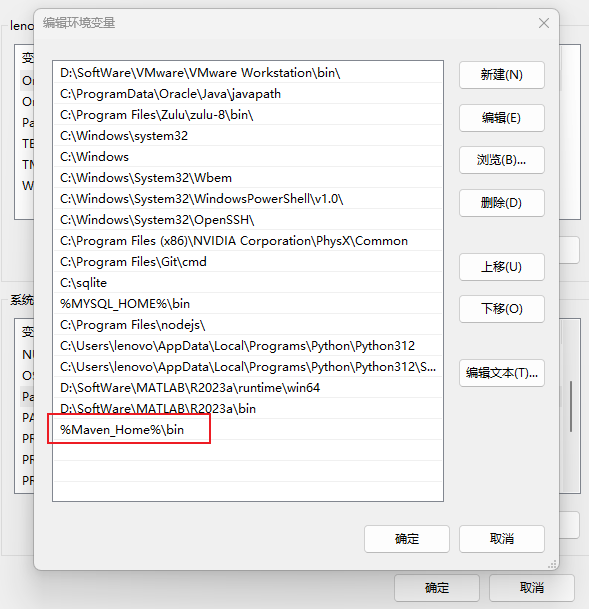 编辑环境变量
D:\SoftWare\VMware\VMware Workstation\bin\
C:\ProgramData\Oracle\Java\javapath
C:\Program Files\Zulu\zulu-8\bin\
C:\Windows\system32
C:\Windows
C:\Windows\System32\Wbem
C:\Windows\System32\WindowsPowerShell\v1.0\
C:\Windows\System32\OpenSSH\
C:\Program Files (x86)\NVIDIA Corporation\PhysX\Common
C:\Program Files\Git\cmd
C:\sqlite
%MYSQL_HOME%\bin
C:\Program Files\nodejs\
C:\Users\lenovo\AppData\Local\Programs\Python\Python312
C:\Users\lenovo\AppData\Local\Programs\Python\Python312\S...
D:\SoftWare\MATLAB\R2023a\runtime\win64
D:\SoftWare\MATLAB\R2023a\bin
%Maven_Home%\bin
新建(N)
编辑(E)
浏览(B)...
删除(D)
上移(U)
下移(O)
编辑文本(T)...
确定
取消
leno
变
Or
Pa
TE
TM
W
系统
变
NU
OS
Pa
PA
PR
PR
PR
确定
取消